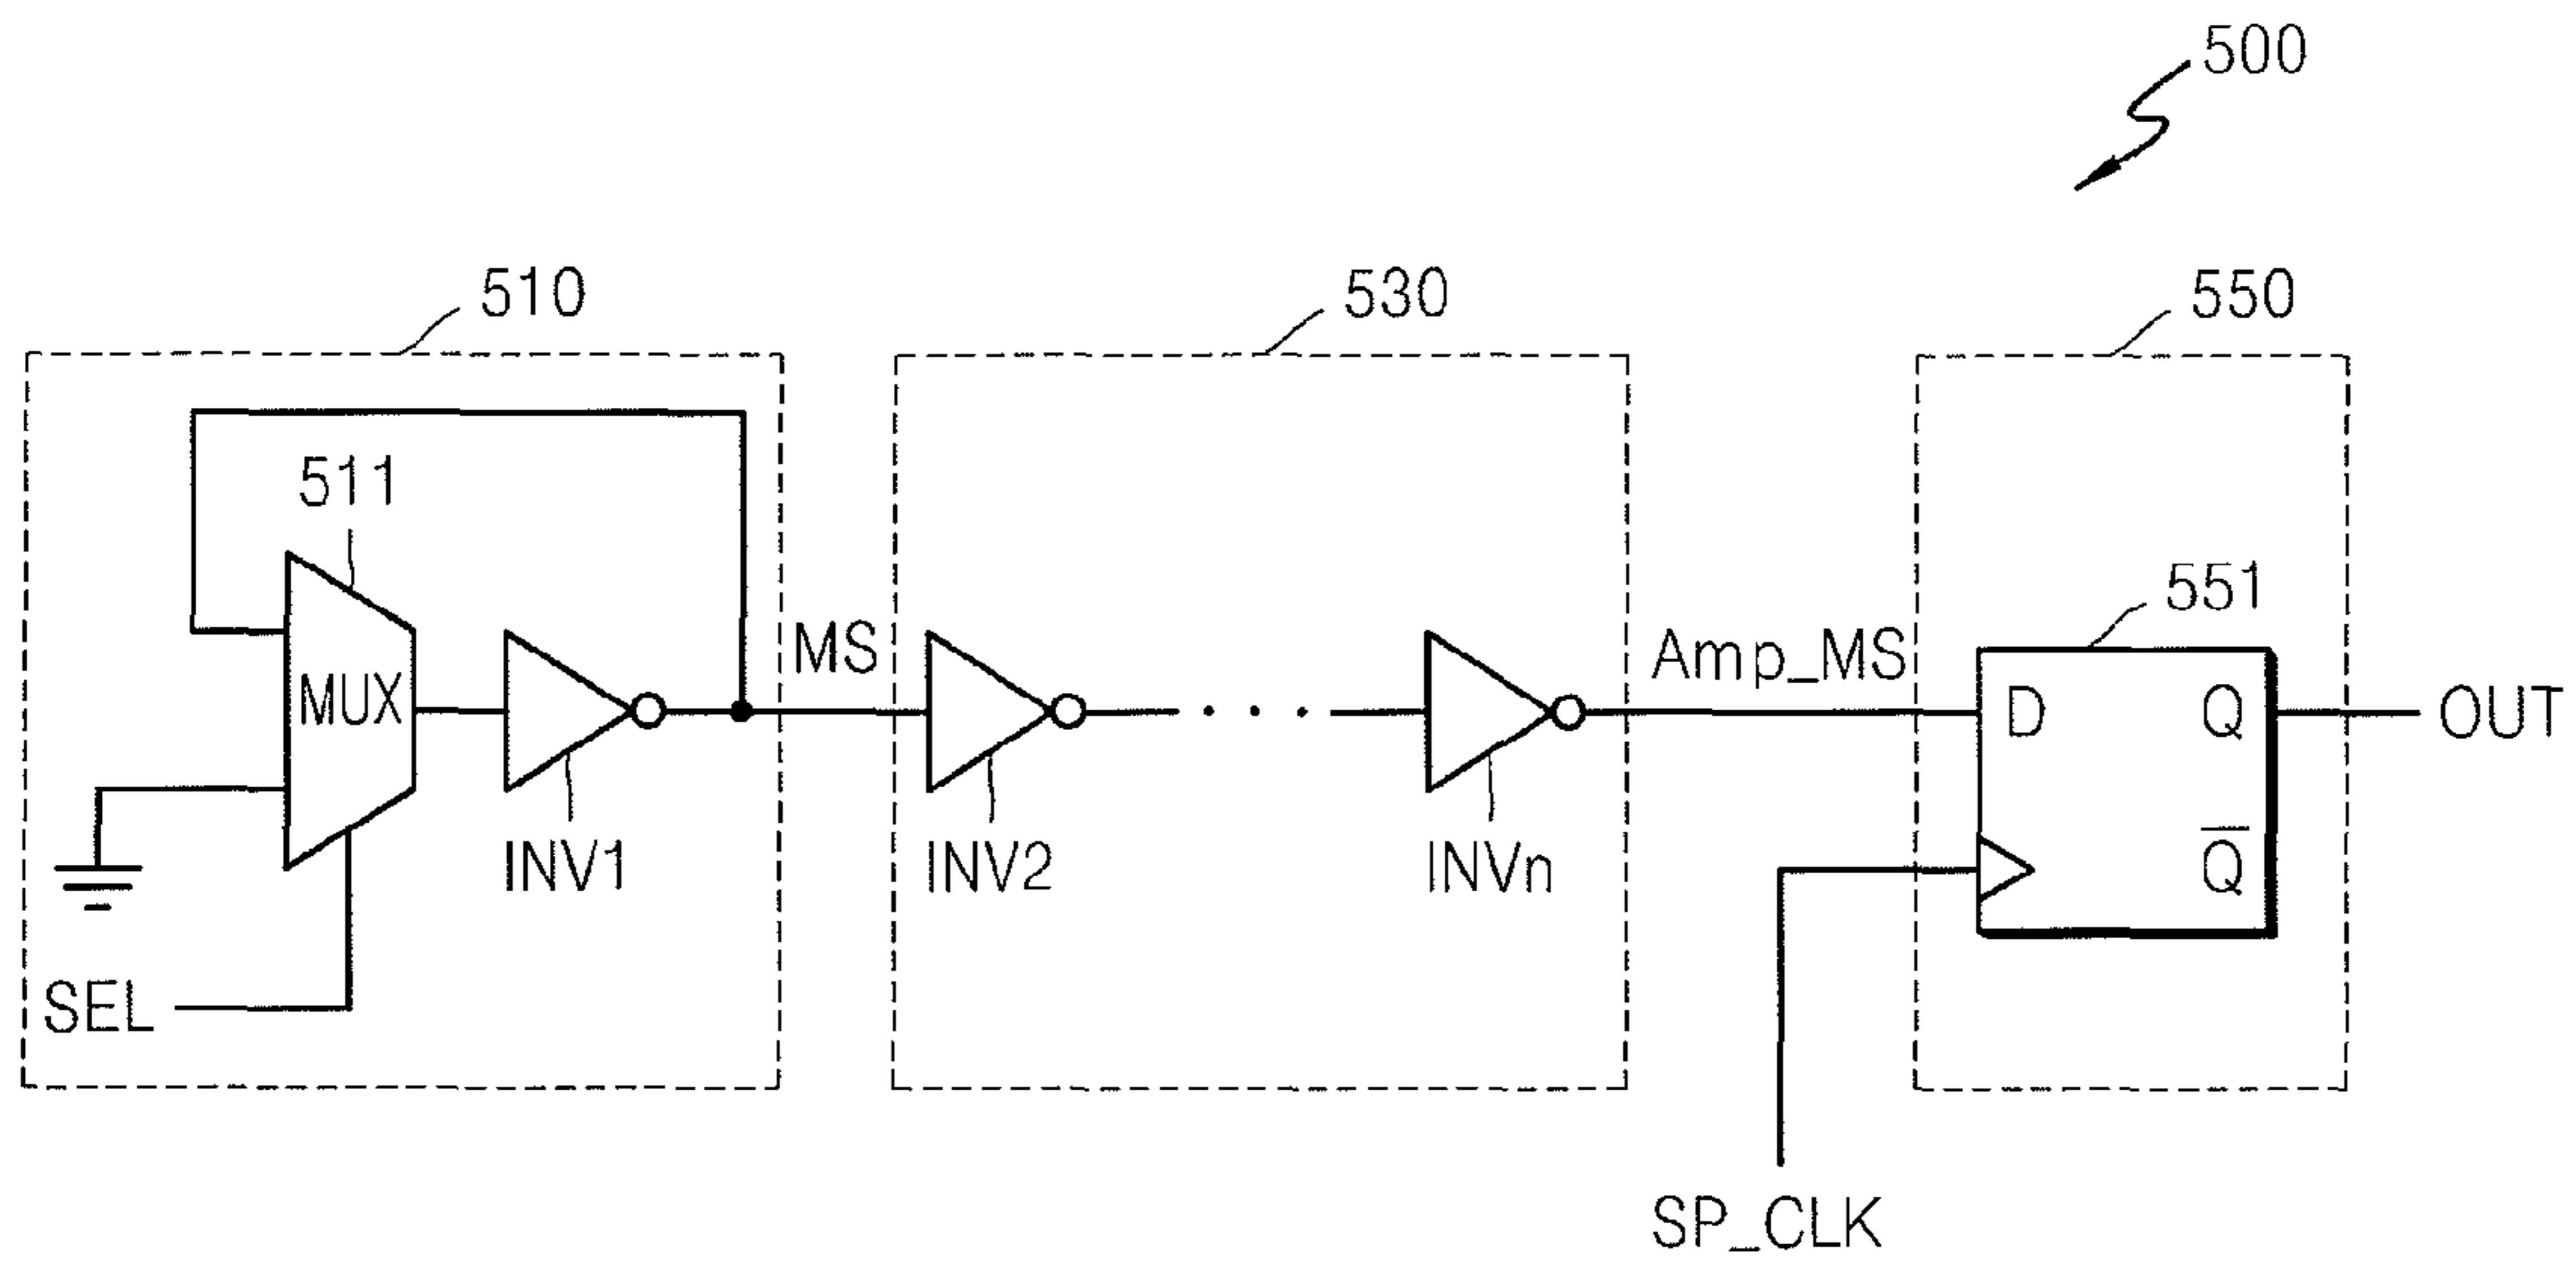 500
510
530
550
511
551
MUX
MS
Amp_MS
D
Q
OUT
INV1
INV2
INVn
Q̅
SEL
SP_CLK